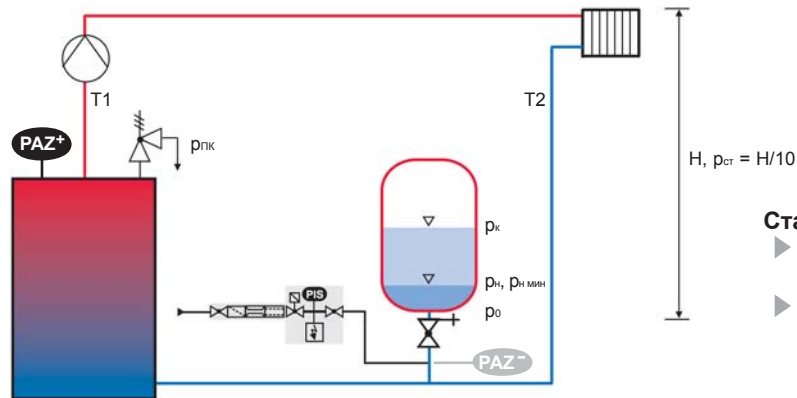 T1
T2
PAZ+
pпк
H, pст = H/10
Ста
pк
PIS
pн, pн мин
p0
PAZ−